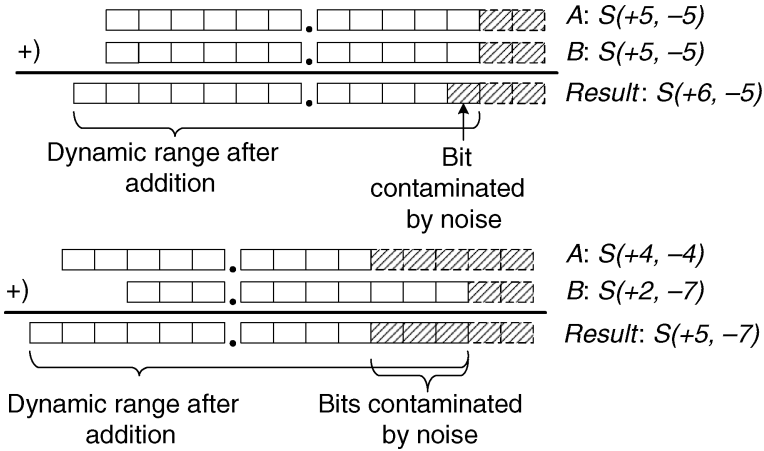 A: S(+5, –5)
+) B: S(+5, –5)
Result: S(+6, –5)
Dynamic range after
addition
Bit
contaminated
by noise
A: S(+4, –4)
+) B: S(+2, –7)
Result: S(+5, –7)
Dynamic range after
addition
Bits contaminated
by noise